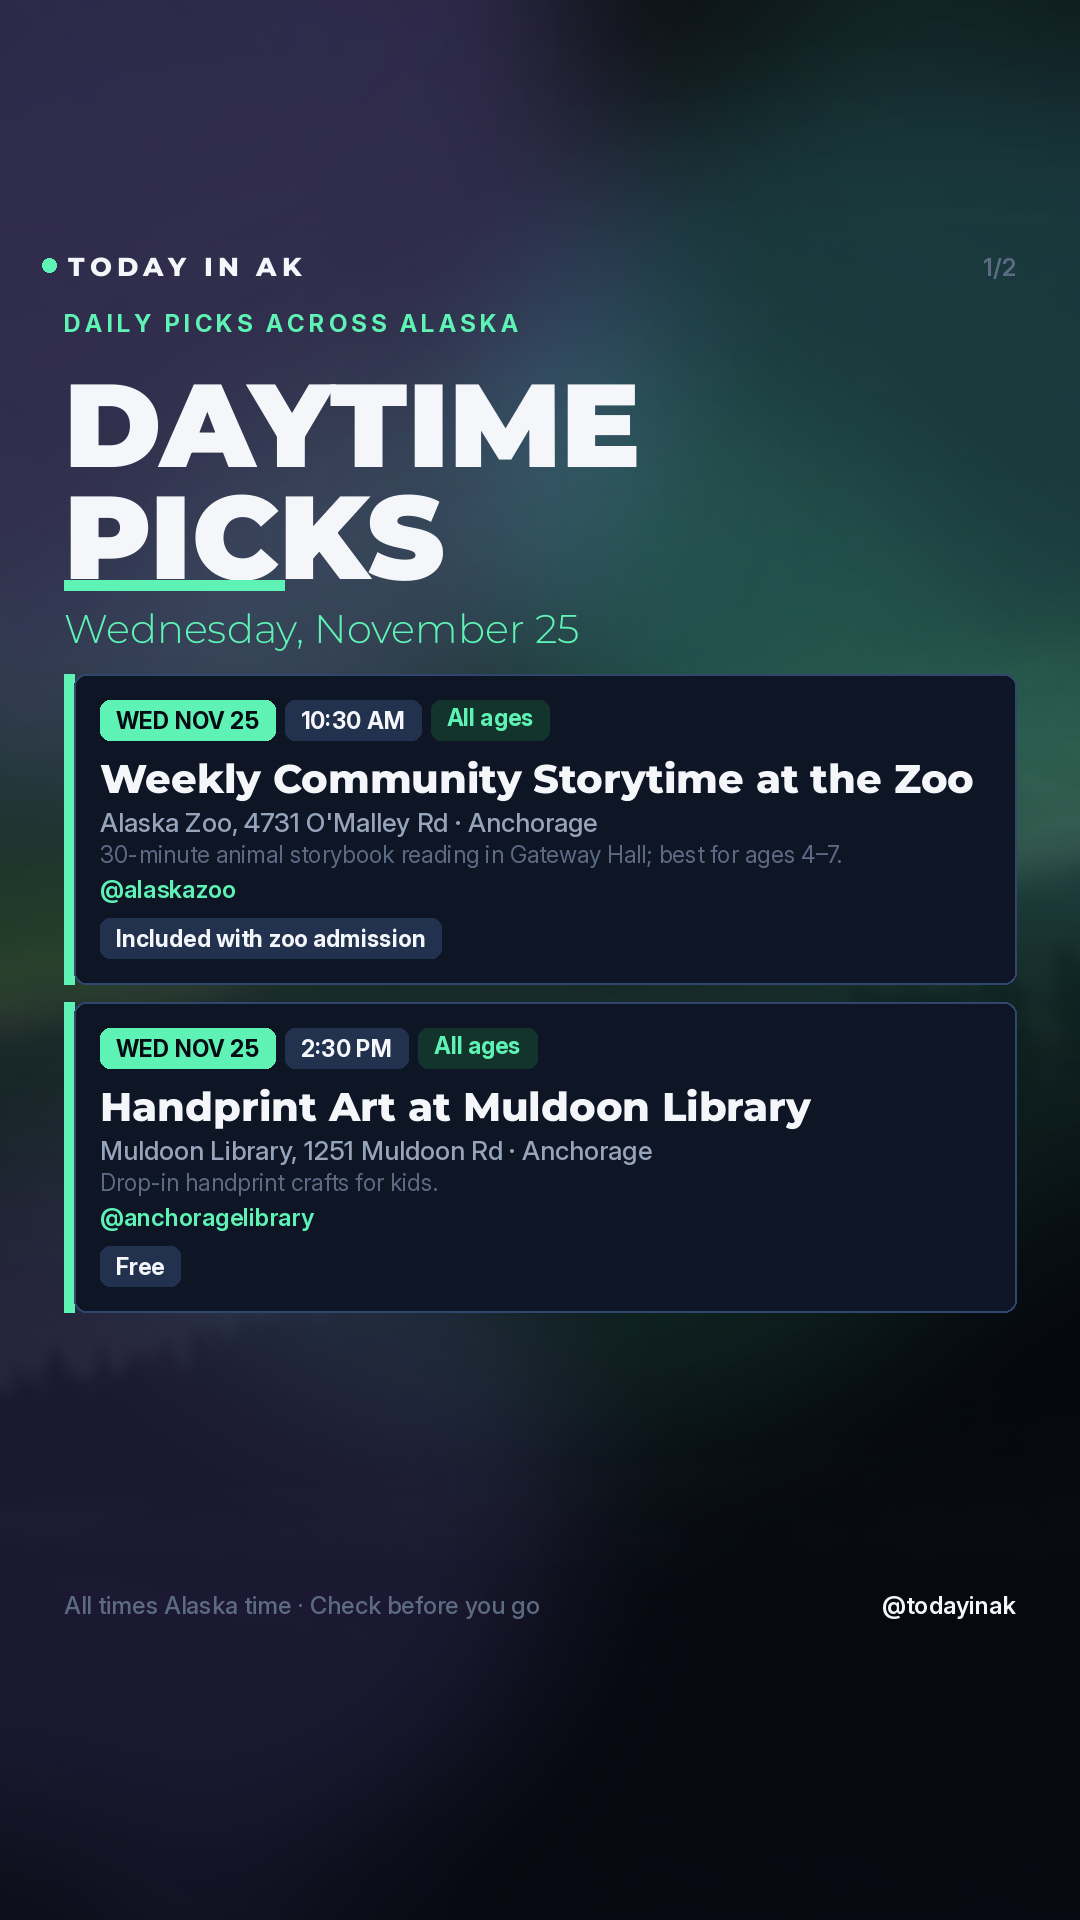 TODAY IN AK
1/2
DAILY PICKS ACROSS ALASKA
DAYTIME
PICKS
Wednesday, November 25
WED NOV 25 10:30 AM All ages
Weekly Community Storytime at the Zoo
Alaska Zoo, 4731 O'Malley Rd · Anchorage
30-minute animal storybook reading in Gateway Hall; best for ages 4–7.
@alaskazoo
Included with zoo admission
WED NOV 25 2:30 PM All ages
Handprint Art at Muldoon Library
Muldoon Library, 1251 Muldoon Rd · Anchorage
Drop-in handprint crafts for kids.
@anchoragelibrary
Free
All times Alaska time · Check before you go
@todayinak